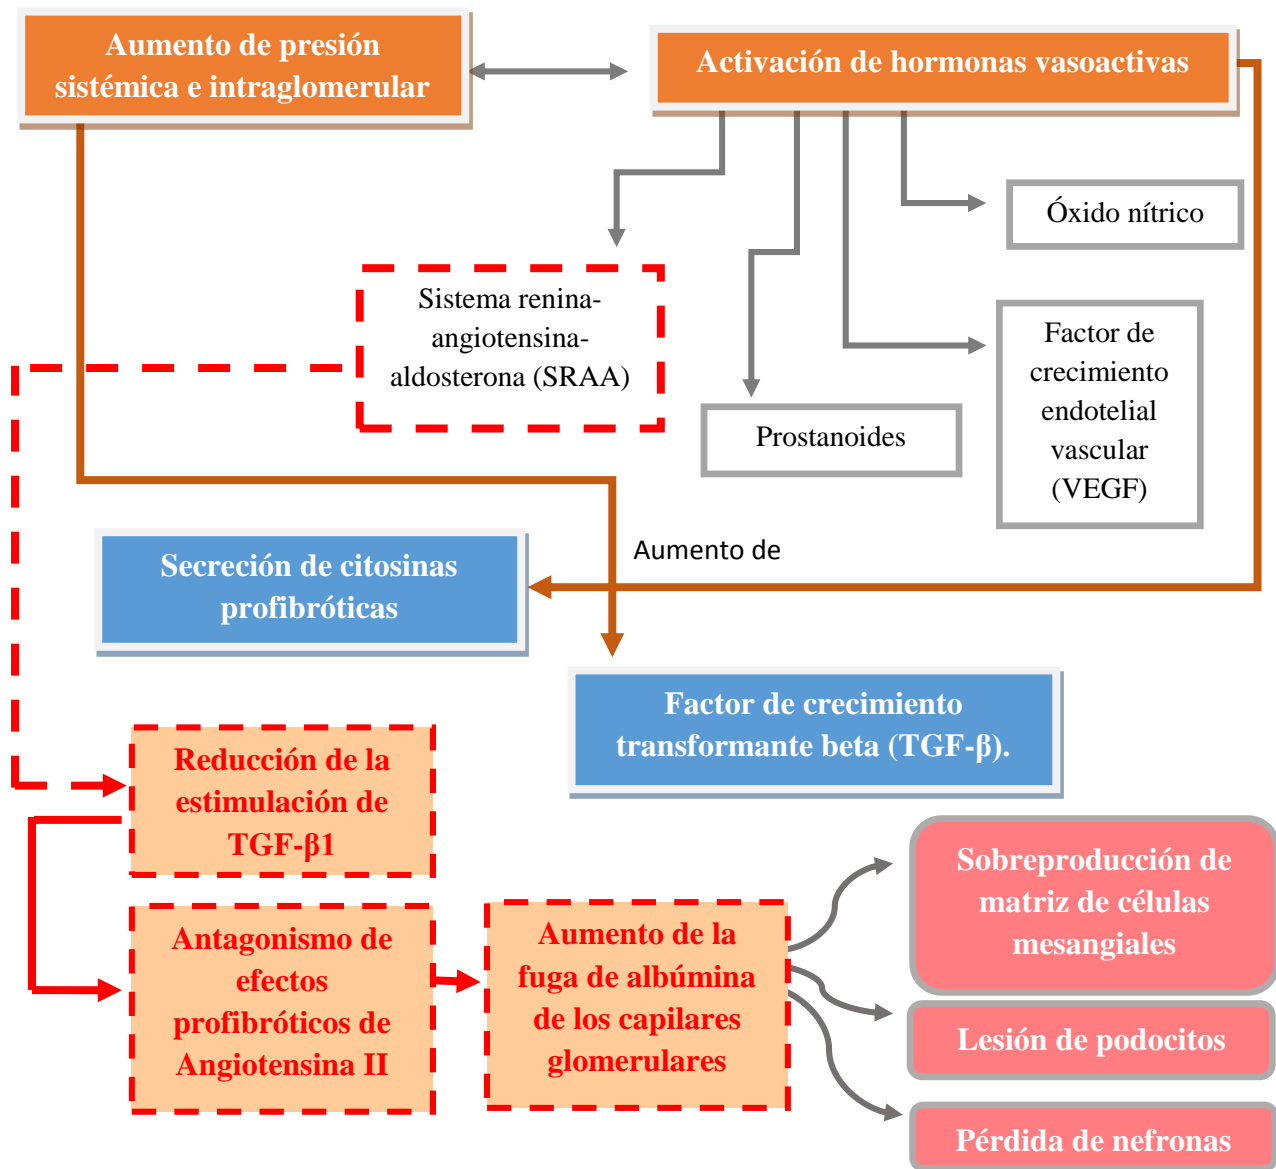 Aumento de presión
sistémica e intraglomerular
Activación de hormonas vasoactivas
Óxido nítrico
Sistema renina-
angiotensina-
aldosterona (SRAA)
Factor de
crecimiento
endotelial
vascular
(VEGF)
Prostanoides
Secreción de citosinas
profibróticas
Aumento de
Factor de crecimiento
transformante beta (TGF-β).
Reducción de la
estimulación de
TGF-β1
Antagonismo de
efectos
profibróticos de
Angiotensina II
Aumento de la
fuga de albúmina
de los capilares
glomerulares
Sobreproducción de
matriz de células
mesangiales
Lesión de podocitos
Pérdida de nefronas